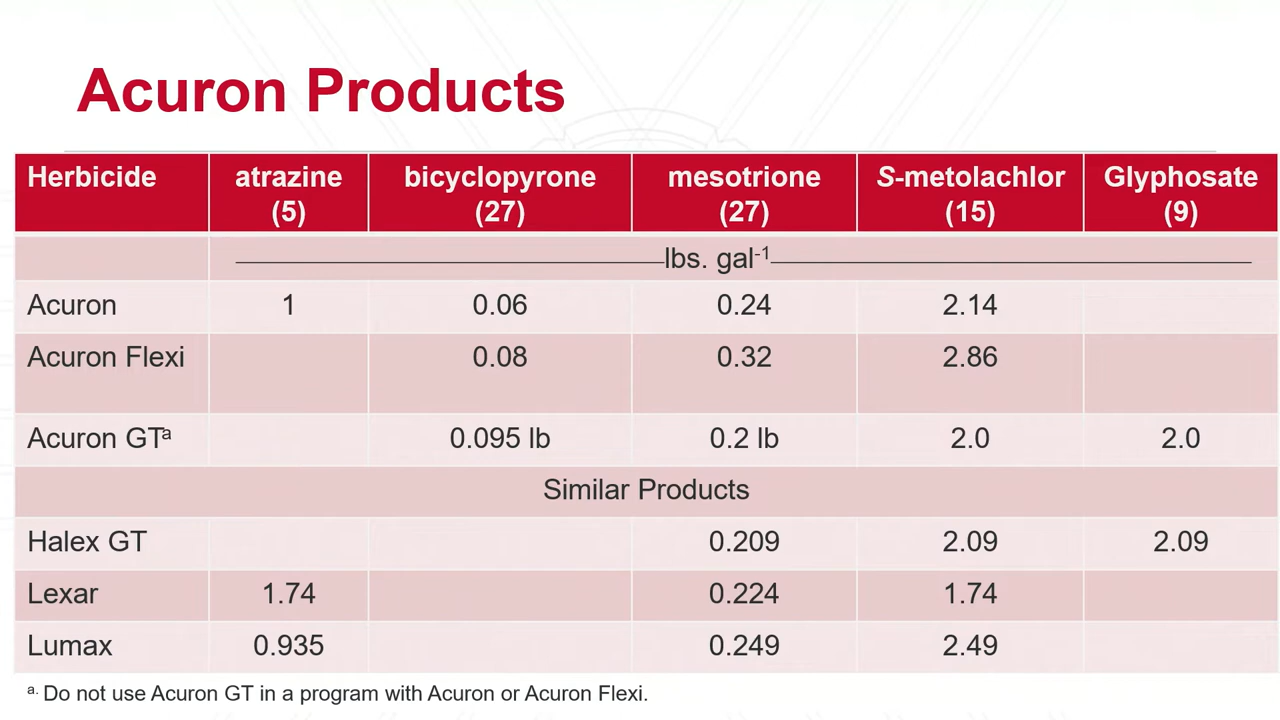 Acuron Products
Herbicide atrazine (5) bicyclopyrone (27) mesotrione (27) S-metolachlor (15) Glyphosate (9)
lbs. gal-1
Acuron 1 0.06 0.24 2.14
Acuron Flexi 0.08 0.32 2.86
Acuron GTa 0.095 lb 0.2 lb 2.0 2.0
Similar Products
Halex GT 0.209 2.09 2.09
Lexar 1.74 0.224 1.74
Lumax 0.935 0.249 2.49
a. Do not use Acuron GT in a program with Acuron or Acuron Flexi.